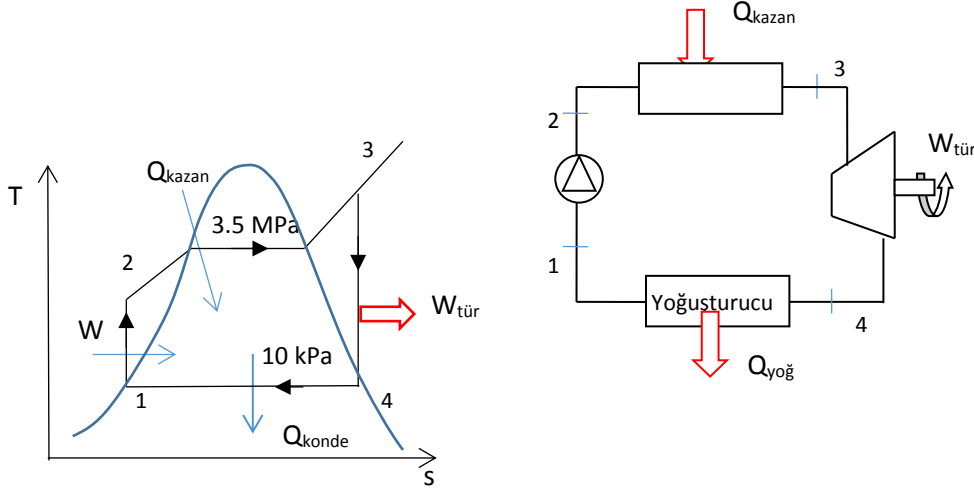 T
Qkazan
3
3.5 MPa
2
W
Wtür
10 kPa
1
4
Qkonde
s
Qkazan
3
2
Wtür
1
Yoğuşturucu
4
Qyoğ